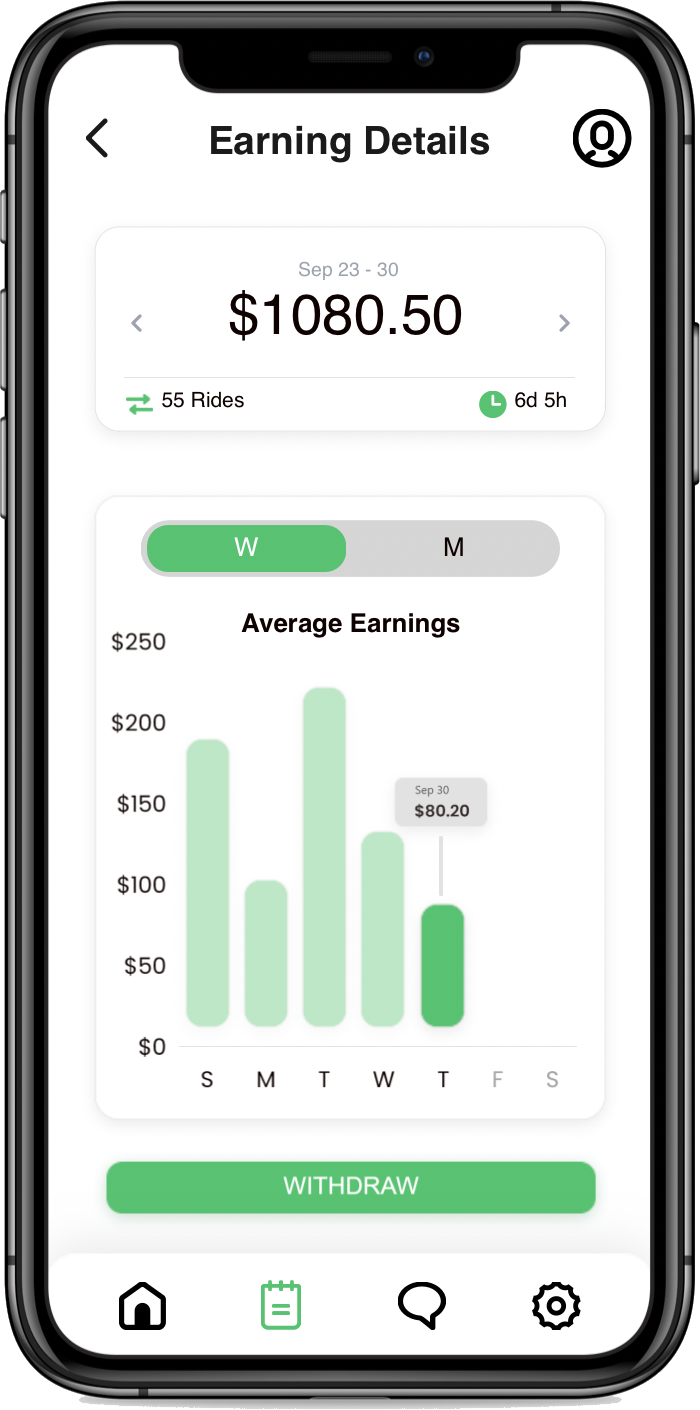 Earning Details
Sep 23 - 30
$1080.50
55 Rides
6d 5h
W M
Average Earnings
$250
$200
$150
Sep 30
$80.20
$100
$50
$0
S M T W T F S
WITHDRAW